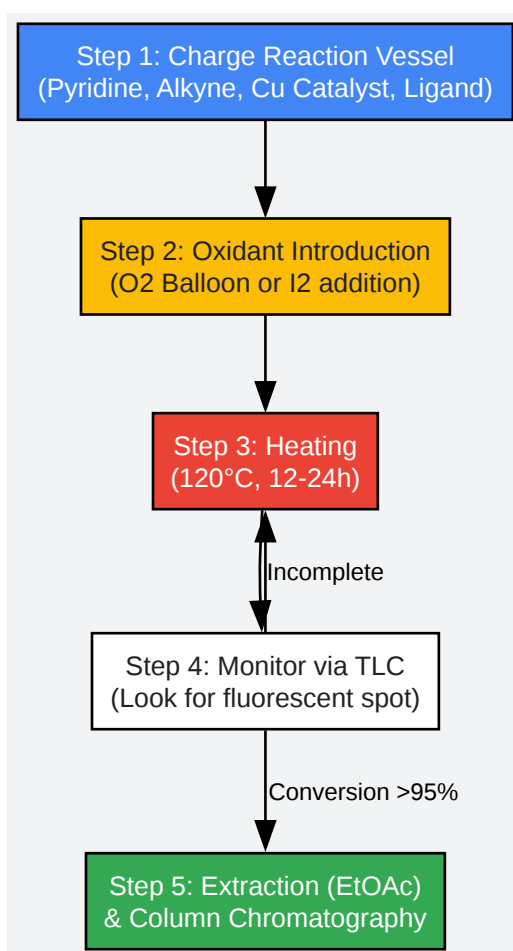 Step 1: Charge Reaction Vessel
(Pyridine, Alkyne, Cu Catalyst, Ligand)
Step 2: Oxidant Introduction
(O2 Balloon or I2 addition)
Step 3: Heating
(120°C, 12-24h)
Incomplete
Step 4: Monitor via TLC
(Look for fluorescent spot)
Conversion >95%
Step 5: Extraction (EtOAc)
& Column Chromatography